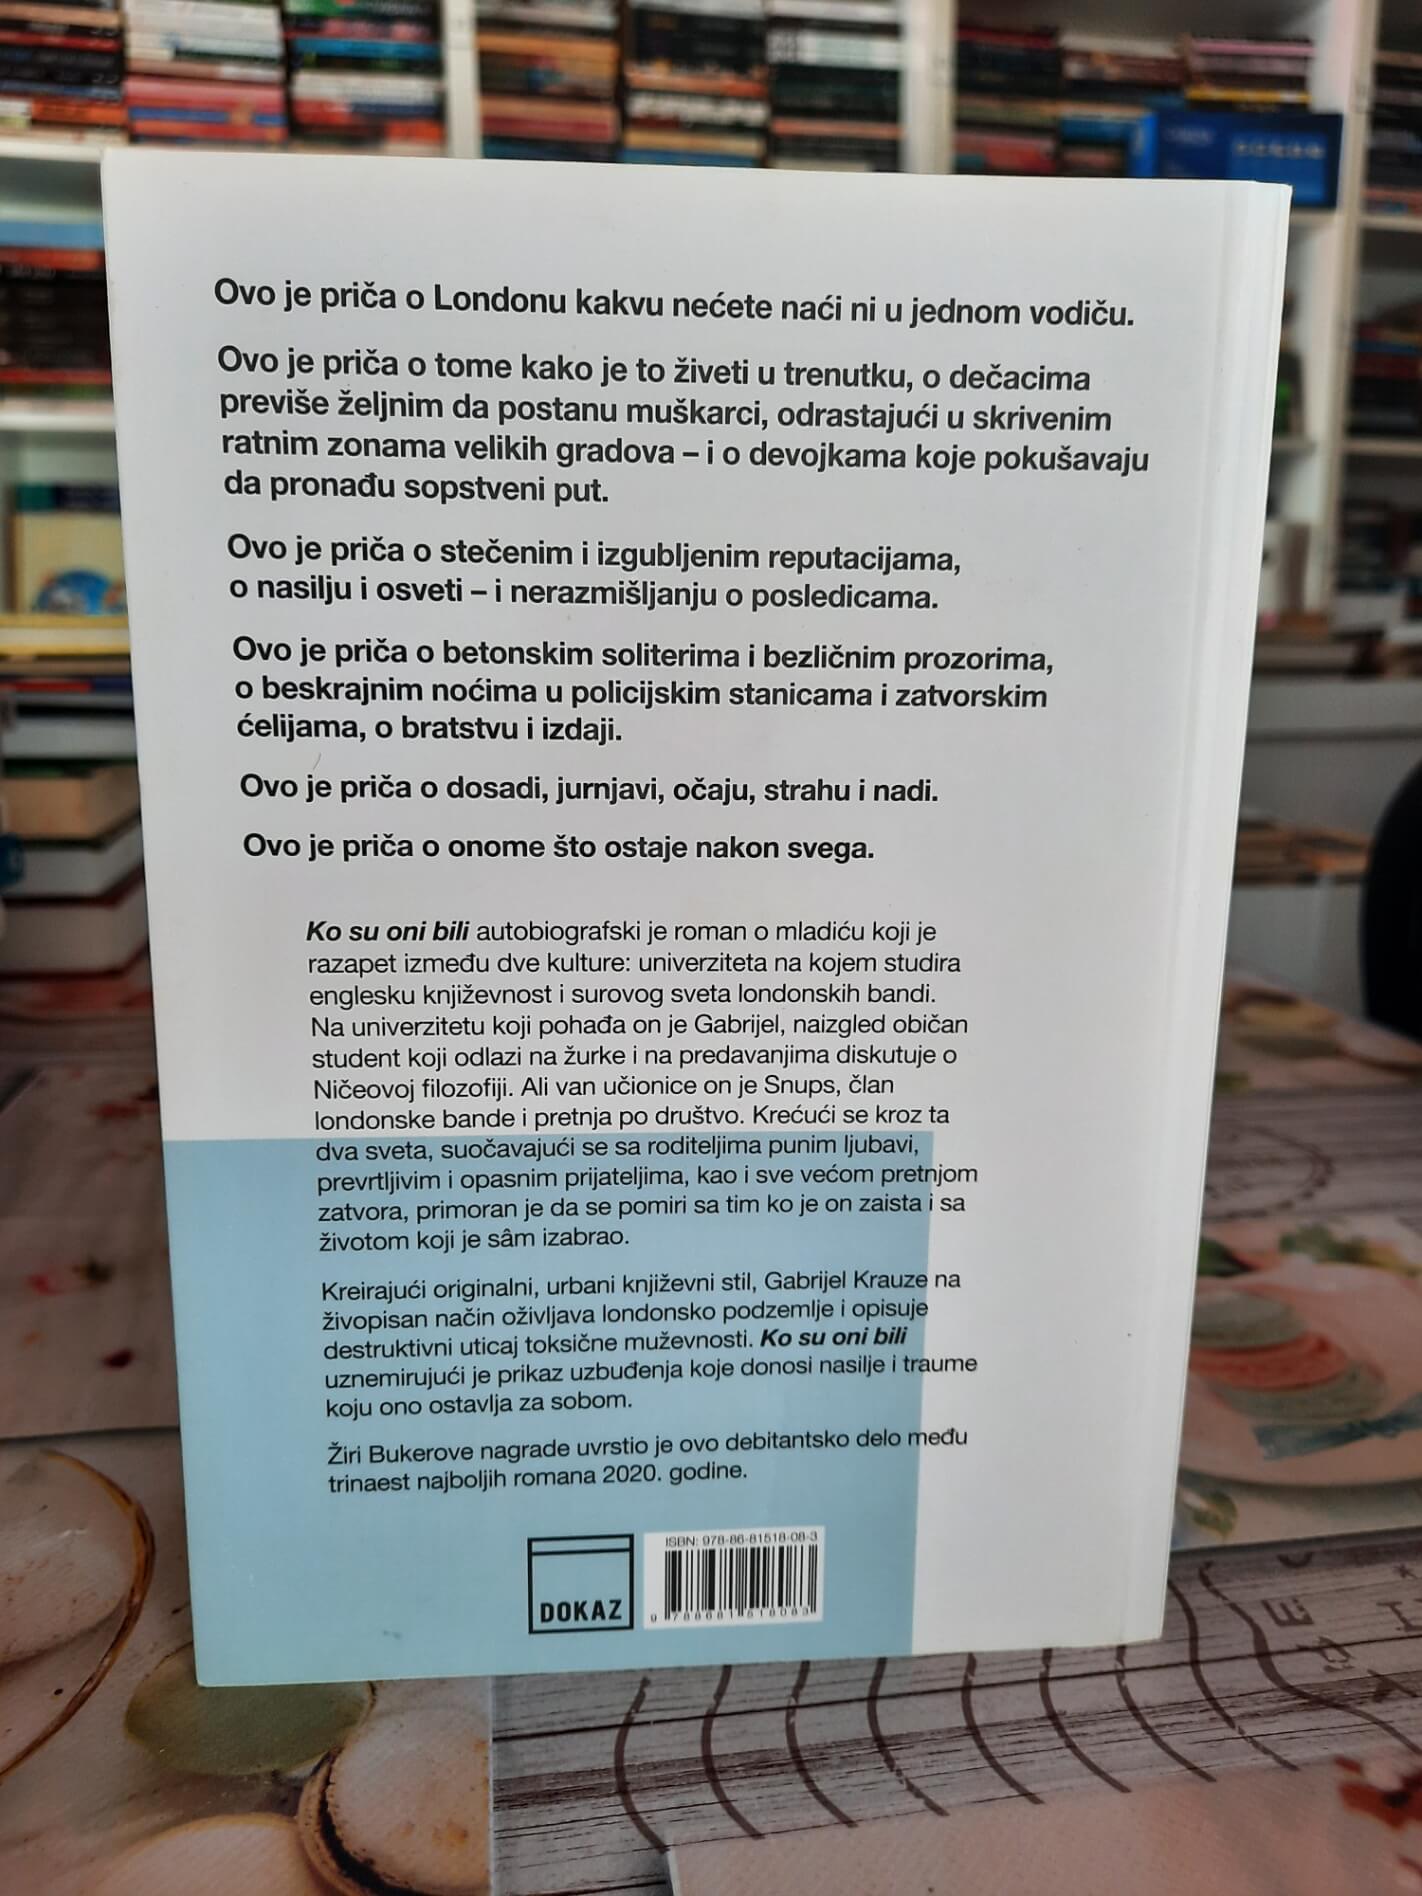 Ovo je priča o Londonu kakvu nećete naći ni u jednom vodiču.
Ovo je priča o tome kako je to živeti u trenutku, o dečacima
previše željnim da postanu muškarci, odrastajući u skrivenim
ratnim zonama velikih gradova – i o devojkama koje pokušavaju
da pronađu sopstveni put.
Ovo je priča o stečenim i izgubljenim reputacijama,
o nasilju i osveti – i nerazmišljanju o posledicama.
Ovo je priča o betonskim soliterima i bezličnim prozorima,
o beskrajnim noćima u policijskim stanicama i zatvorskim
ćelijama, o bratstvu i izdaji.
Ovo je priča o dosadi, jurnjavi, očaju, strahu i nadi.
Ovo je priča o onome što ostaje nakon svega.
Ko su oni bili autobiografski je roman o mladiću koji je
razapet između dve kulture: univerziteta na kojem studira
englesku književnost i surovog sveta londonskih bandi.
Na univerzitetu koji pohađa on je Gabrijel, naizgled običan
student koji odlazi na žurke i na predavanjima diskutuje o
Ničeovoj filozofiji. Ali van učionice on je Snups, član
londonske bande i pretnja po društvo. Krećući se kroz ta
dva sveta, suočavajući se sa roditeljima punim ljubavi,
prevrtljivim i opasnim prijateljima, kao i sve većom pretnjom
zatvora, primoran je da se pomiri sa tim ko je on zaista i sa
životom koji je sâm izabrao.
Kreirajući originalni, urbani književni stil, Gabrijel Krauze na
živopisan način oživljava londonsko podzemlje i opisuje
destruktivni uticaj toksične muževnosti. Ko su oni bili
uznemirujući je prikaz uzbuđenja koje donosi nasilje i traume
koju ono ostavlja za sobom.
Žiri Bukerove nagrade uvrstio je ovo debitantsko delo među
trinaest najboljih romana 2020. godine.
DOKAZ
ISBN: 978-86-81518-08-3
9 788681 518083